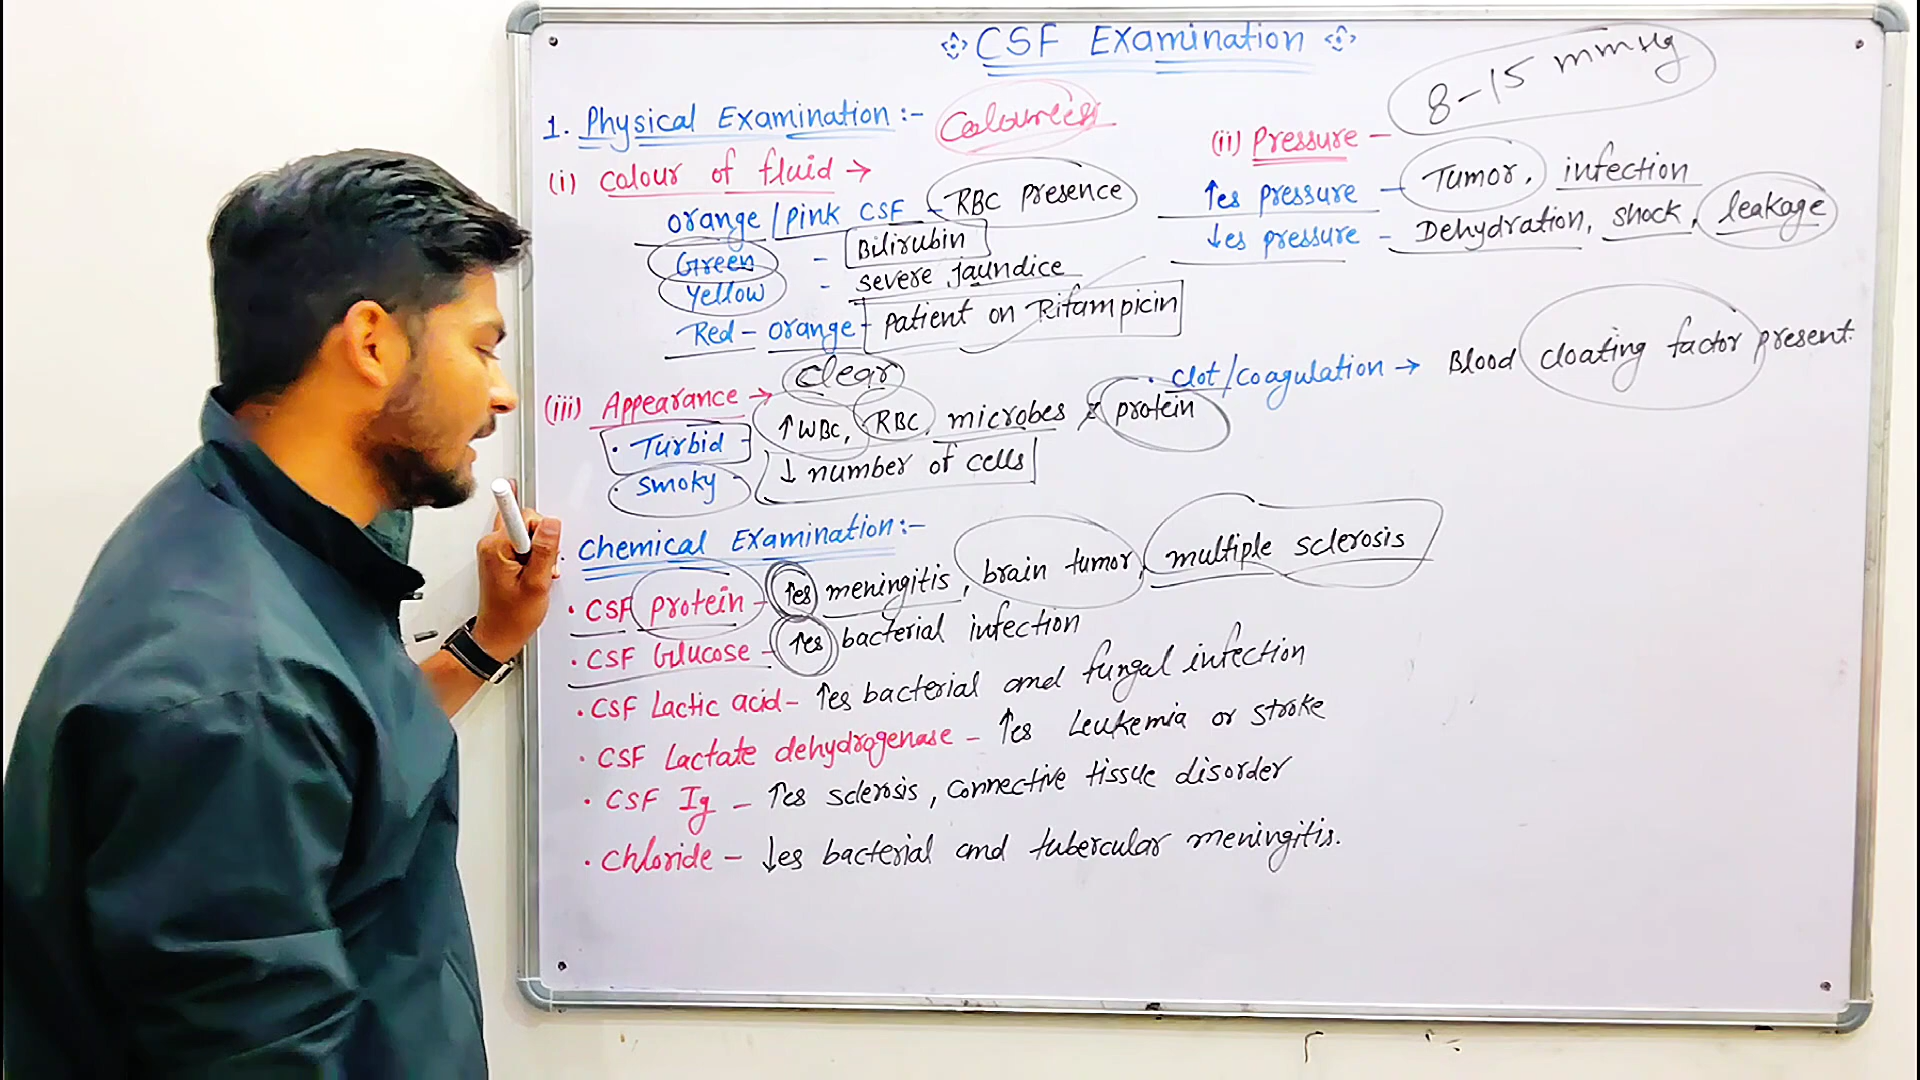 CSF Examination
8-15 mmHg
1. Physical Examination :- Colourless
(i) Colour of fluid →
orange / pink CSF - RBC presence
Green - Bilirubin
Yellow - severe jaundice
Red - orange - patient on Rifampicin
(ii) Pressure -
↑es pressure - Tumor, infection
↓es pressure - Dehydration, shock, leakage
(iii) Appearance → clear
· Turbid - ↑ WBC, RBC, microbes & protein
· Smoky - ↓ number of cells
· Clot/coagulation → Blood cloating factor present.
Chemical Examination :-
· CSF protein - ↑es meningitis, brain tumor, multiple sclerosis
· CSF Glucose - ↑es bacterial infection
· CSF Lactic acid - ↑es bacterial and fungal infection
· CSF Lactate dehydrogenase - ↑es Leukemia or stroke
· CSF Ig - ↑es sclerosis, connective tissue disorder
· Chloride - ↓es bacterial and tubercular meningitis.